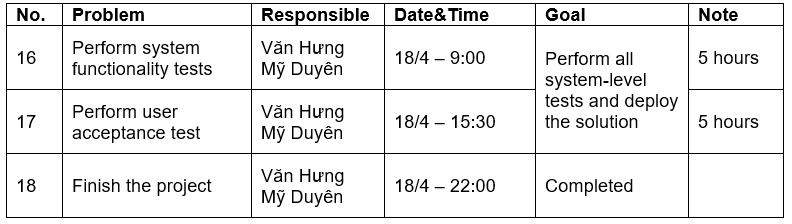 No. Problem Responsible Date&Time Goal Note
16 Perform system functionality tests Văn Hưng Mỹ Duyên 18/4 – 9:00 Perform all system-level tests and deploy the solution 5 hours
17 Perform user acceptance test Văn Hưng Mỹ Duyên 18/4 – 15:30 5 hours
18 Finish the project Văn Hưng Mỹ Duyên 18/4 – 22:00 Completed